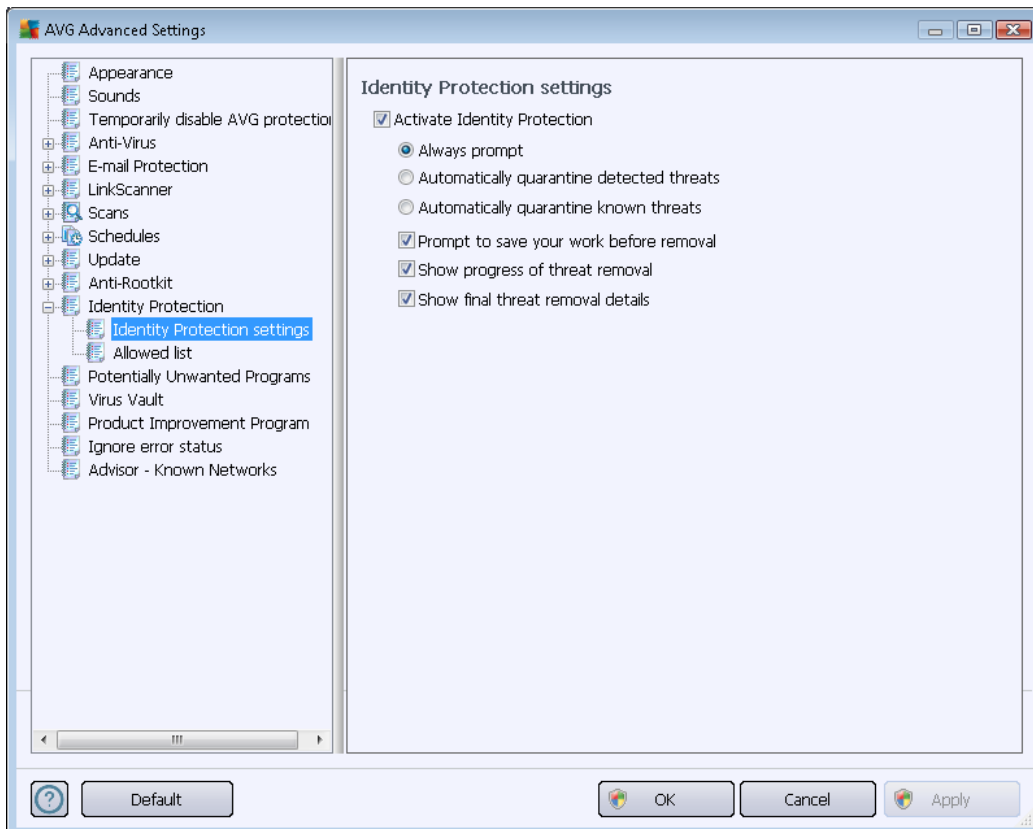 AVG Advanced Settings
Appearance
Sounds
Temporarily disable AVG protection
Anti-Virus
E-mail Protection
LinkScanner
Scans
Schedules
Update
Anti-Rootkit
Identity Protection
Identity Protection settings
Allowed list
Potentially Unwanted Programs
Virus Vault
Product Improvement Program
Ignore error status
Advisor - Known Networks
Identity Protection settings
Activate Identity Protection
Always prompt
Automatically quarantine detected threats
Automatically quarantine known threats
Prompt to save your work before removal
Show progress of threat removal
Show final threat removal details
?
Default
OK
Cancel
Apply